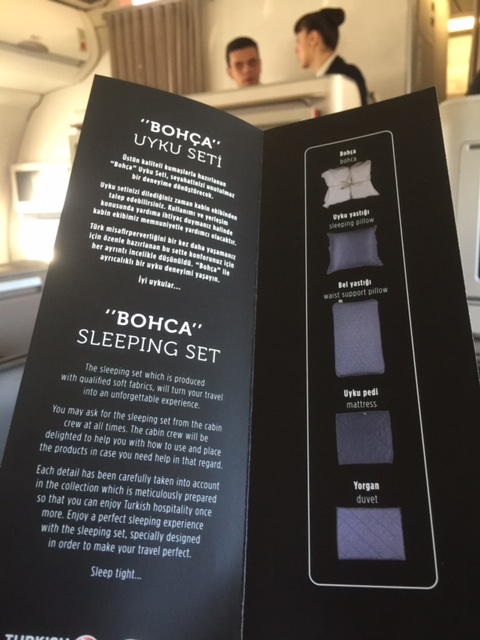 "BOHÇA"
UYKU SETİ
Üstün kaliteli kumaşlarla hazırlanan
"Bohça" Uyku Seti, seyahatinizi unutulmaz
bir deneyime dönüştürecek.
Uyku setinizi dilediğiniz zaman kabin ekibinden
talep edebilirsiniz. Kullanımı ve yerleşim
konusunda yardıma ihtiyaç duymanız halinde
kabin ekibimiz memnuniyetle yardımcı olacaktır.
Türk misafirperverliğini bir kez daha yaşamanız
için özenle hazırlanan bu sette konforunuz için
her ayrıntı incelikle düşünüldü. "Bohça" ile
ayrıcalıklı bir uyku deneyimi yaşayın.
İyi uykular...
"BOHCA"
SLEEPING SET
The sleeping set which is produced
with qualified soft fabrics, will turn your travel
into an unforgettable experience.
You may ask for the sleeping set from the cabin
crew at all times. The cabin crew will be
delighted to help you with how to use and place
the products in case you need help in that regard.
Each detail has been carefully taken into account
in the collection which is meticulously prepared
so that you can enjoy Turkish hospitality once
more. Enjoy a perfect sleeping experience
with the sleeping set, specially designed
in order to make your travel perfect.
Sleep tight...
TURKISH
Bohça
bohca
Uyku yastığı
sleeping pillow
Bel yastığı
waist support pillow
Uyku pedi
mattress
Yorgan
duvet